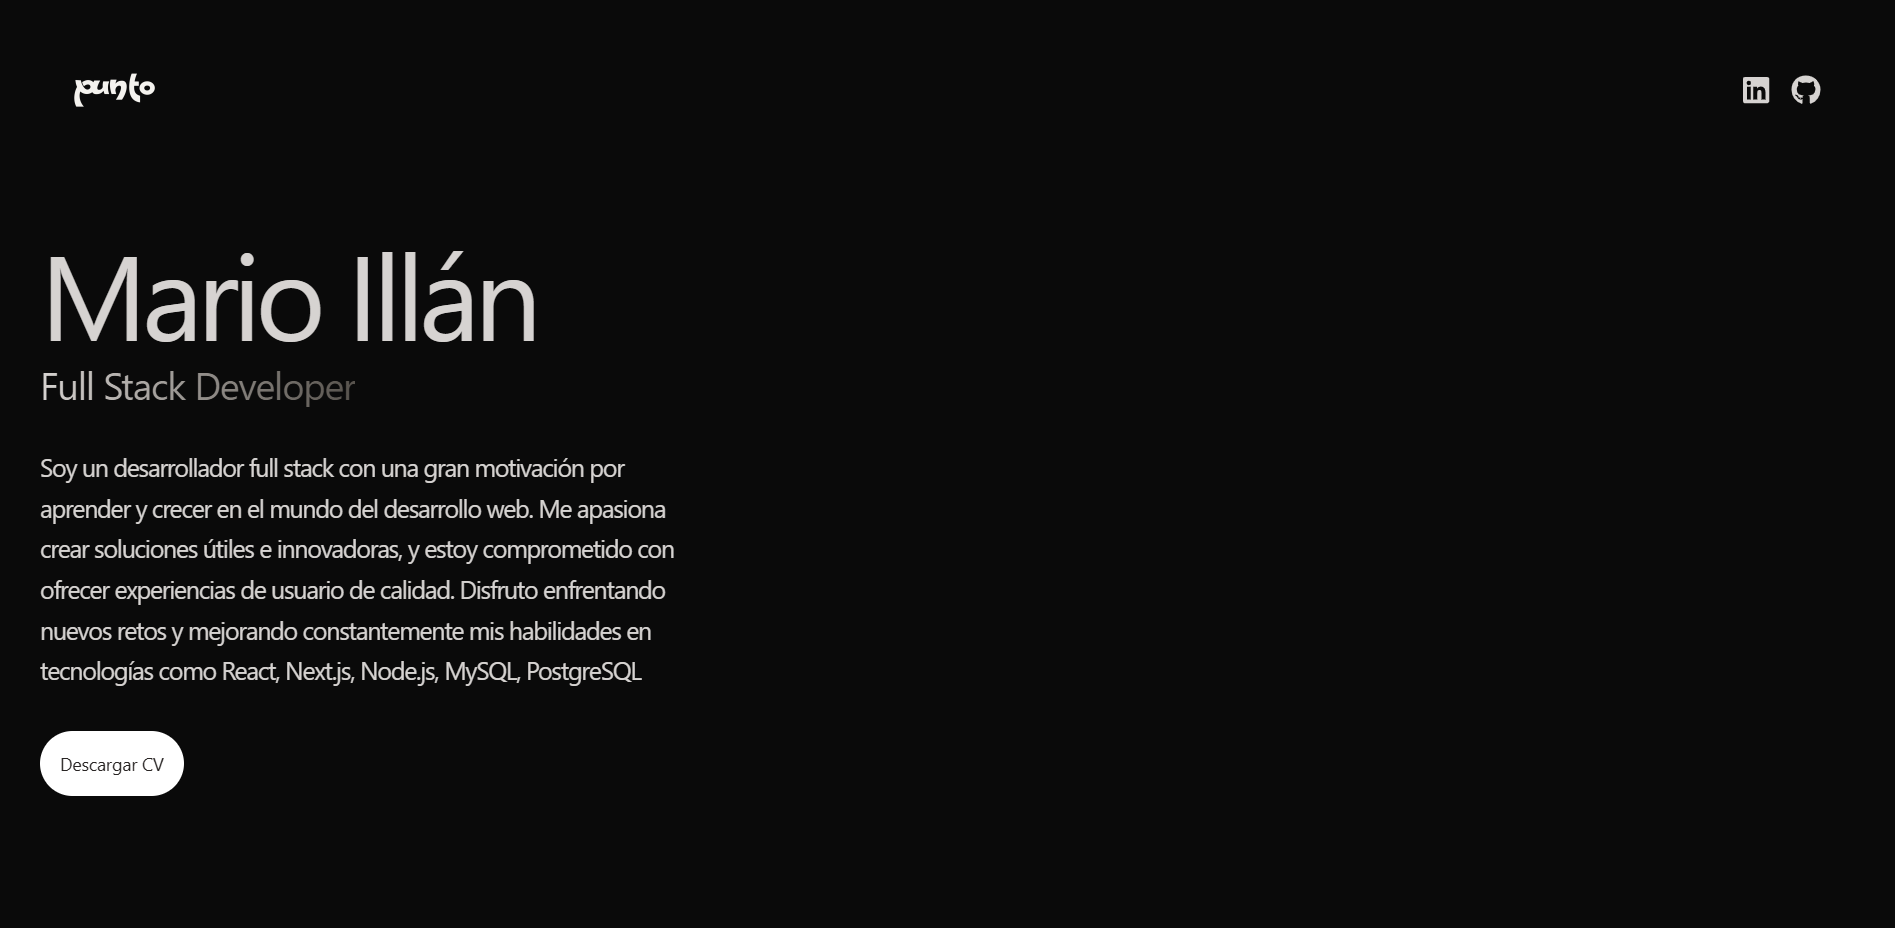 punto
in
Mario Illán
Full Stack Developer
Soy un desarrollador full stack con una gran motivación por
aprender y crecer en el mundo del desarrollo web. Me apasiona
crear soluciones útiles e innovadoras, y estoy comprometido con
ofrecer experiencias de usuario de calidad. Disfruto enfrentando
nuevos retos y mejorando constantemente mis habilidades en
tecnologías como React, Next.js, Node.js, MySQL, PostgreSQL
Descargar CV